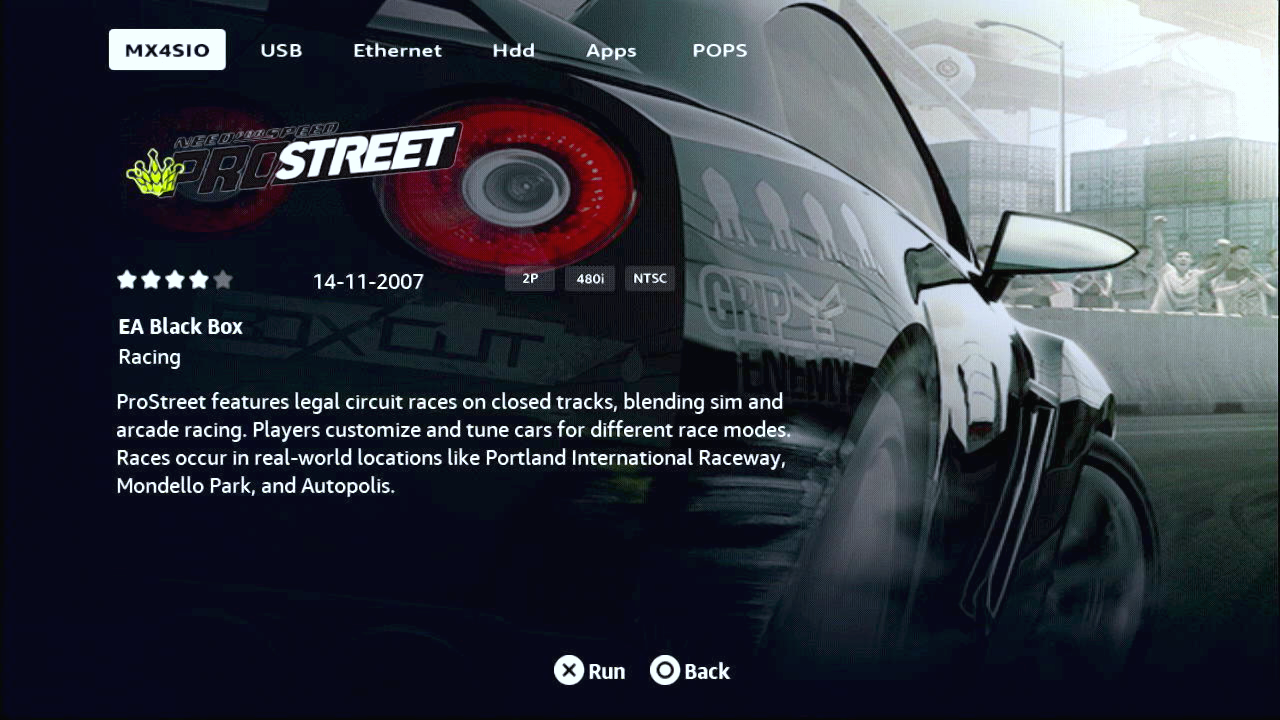 MX4SIO USB Ethernet Hdd Apps POPS
NEED FOR SPEED
PROSTREET
14-11-2007 2P 480i NTSC
EA Black Box
Racing
ProStreet features legal circuit races on closed tracks, blending sim and
arcade racing. Players customize and tune cars for different race modes.
Races occur in real-world locations like Portland International Raceway,
Mondello Park, and Autopolis.
GRIP
ENEMY
Run Back